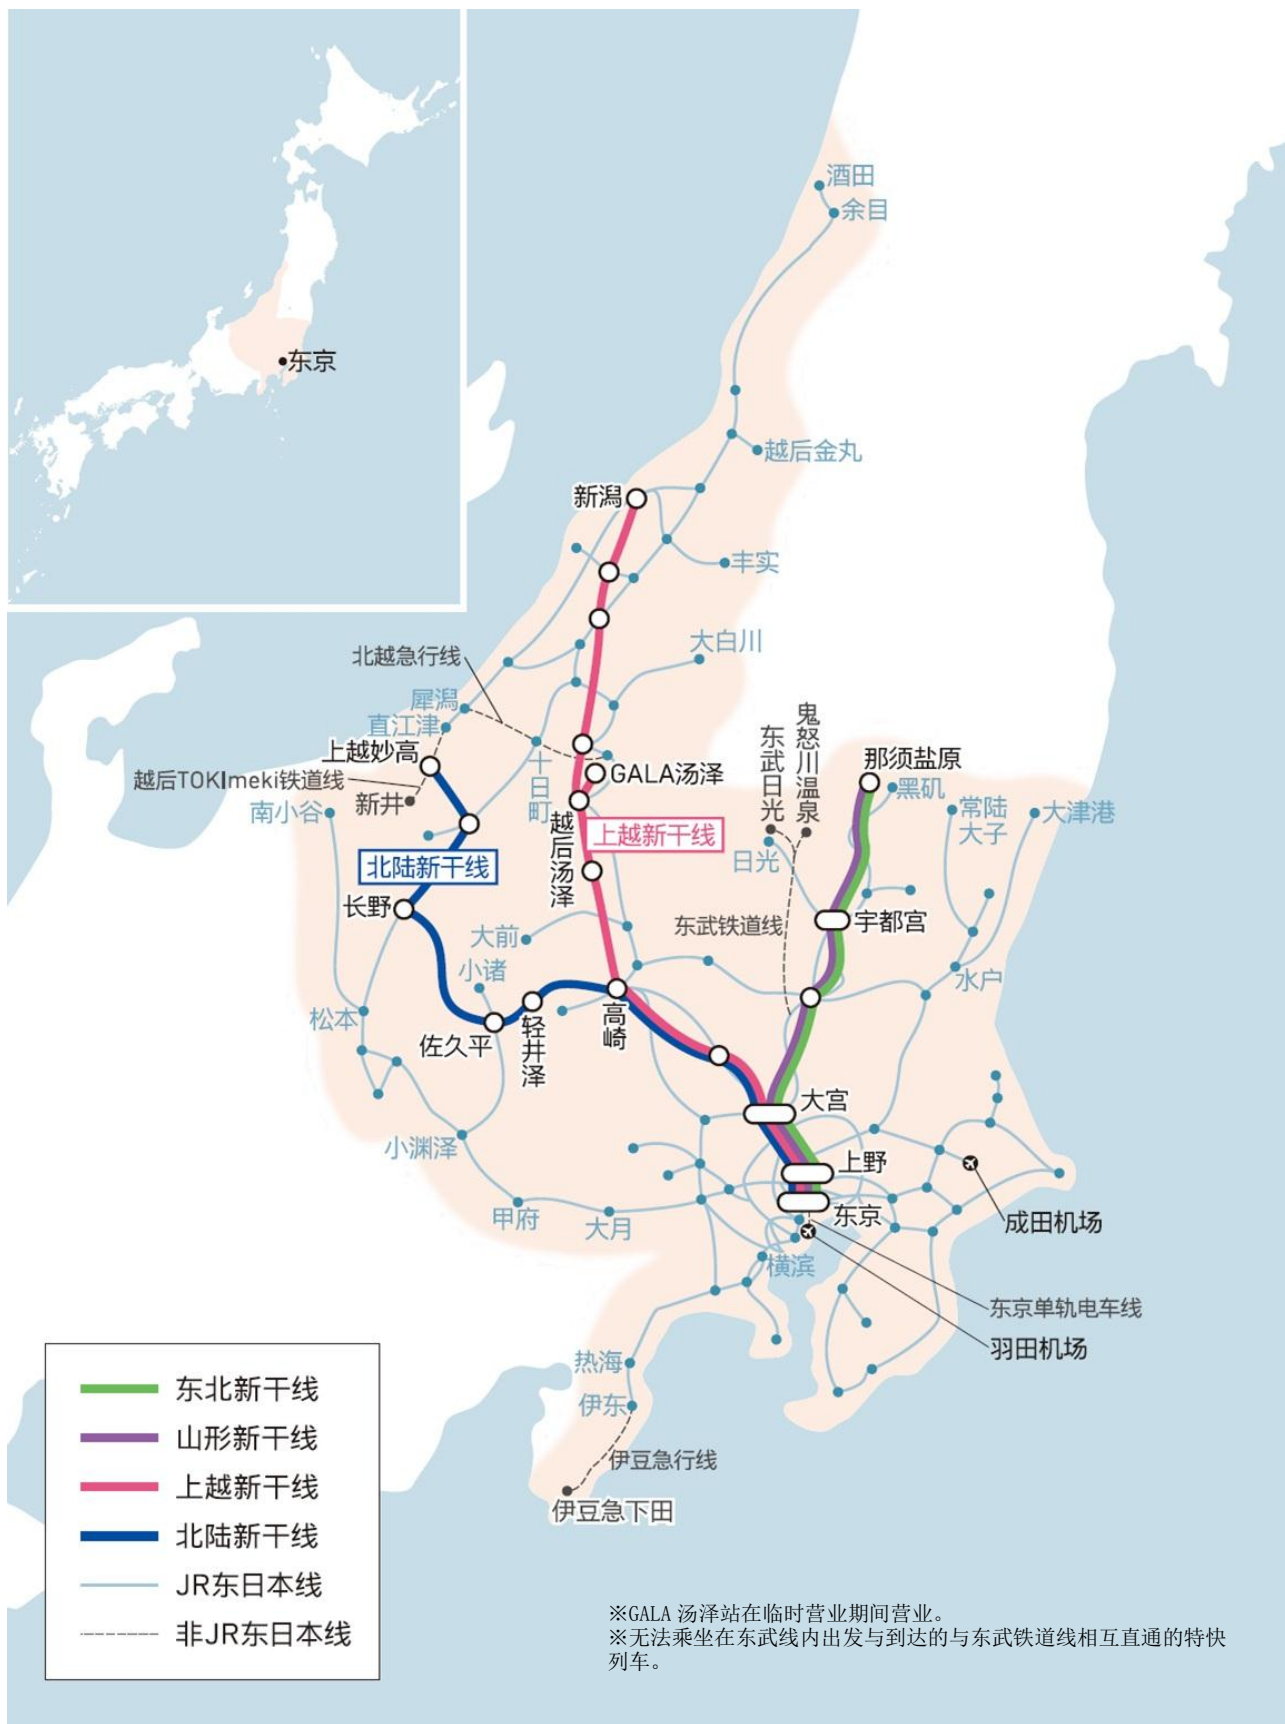 东京
酒田
余目
越后金丸
新潟
丰实
大白川
北越急行线
犀潟
直江津
上越妙高
越后TOKImeki铁道线
新井
南小谷
十日町
GALA汤泽
越后汤泽
上越新干线
北陆新干线
鬼怒川温泉
东武日光
那须盐原
黑矶
常陆
大子
大津港
日光
长野
大前
小诸
东武铁道线
宇都宫
水户
松本
佐久平
轻井泽
高崎
大宫
小渊泽
上野
甲府
大月
东京
成田机场
横滨
东京单轨电车线
羽田机场
热海
伊东
伊豆急行线
伊豆急下田
东北新干线
山形新干线
上越新干线
北陆新干线
JR东日本线
非JR东日本线
※GALA 汤泽站在临时营业期间营业。
※无法乘坐在东武线内出发与到达的与东武铁道线相互直通的特快
列车。